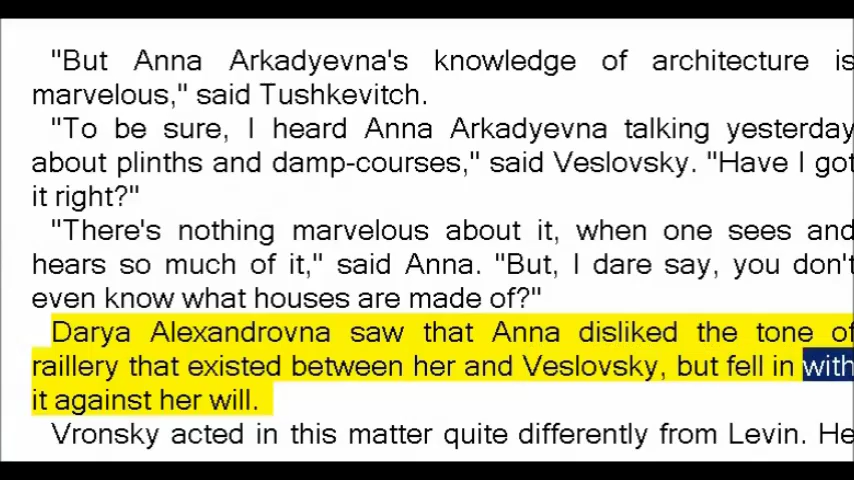 "But Anna Arkadyevna's knowledge of architecture is
marvelous," said Tushkevitch.
"To be sure, I heard Anna Arkadyevna talking yesterday
about plinths and damp-courses," said Veslovsky. "Have I got
it right?"
"There's nothing marvelous about it, when one sees and
hears so much of it," said Anna. "But, I dare say, you don't
even know what houses are made of?"
Darya Alexandrovna saw that Anna disliked the tone of
raillery that existed between her and Veslovsky, but fell in with
it against her will.
Vronsky acted in this matter quite differently from Levin. He